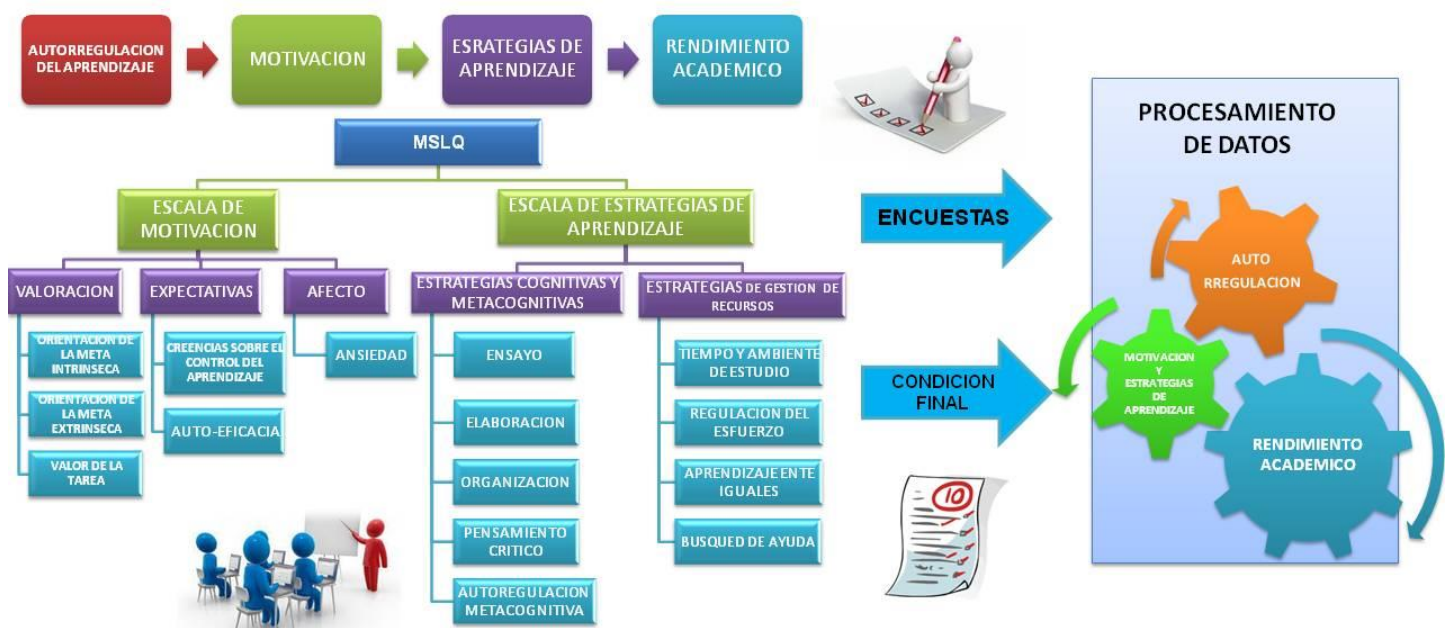 AUTORREGULACION
DEL APRENDIZAJE
MOTIVACION
ESRATEGIAS DE
APRENDIZAJE
RENDIMIENTO
ACADEMICO
MSLQ
ESCALA DE
MOTIVACION
ESCALA DE ESTRATEGIAS DE
APRENDIZAJE
VALORACION
EXPECTATIVAS
AFECTO
ESTRATEGIAS COGNITIVAS Y
METACOGNITIVAS
ESTRATEGIAS DE GESTION DE
RECURSOS
ORIENTACION DE
LA META
INTRINSECA
ORIENTACION DE
LA META
EXTRINSECA
VALOR DE LA
TAREA
CREENCIAS SOBRE EL
CONTROL DEL
APRENDIZAJE
AUTO-EFICACIA
ANSIEDAD
ENSAYO
ELABORACION
ORGANIZACION
PENSAMIENTO
CRITICO
AUTOREGULACION
METACOGNITIVA
TIEMPO Y AMBIENTE
DE ESTUDIO
REGULACION DEL
ESFUERZO
APRENDIZAJE ENTE
IGUALES
BUSQUED DE AYUDA
ENCUESTAS
CONDICION
FINAL
10
PROCESAMIENTO
DE DATOS
AUTO
RREGULACION
MOTIVACION
Y
ESTRATEGIAS
DE
APRENDIZAJE
RENDIMIENTO
ACADEMICO